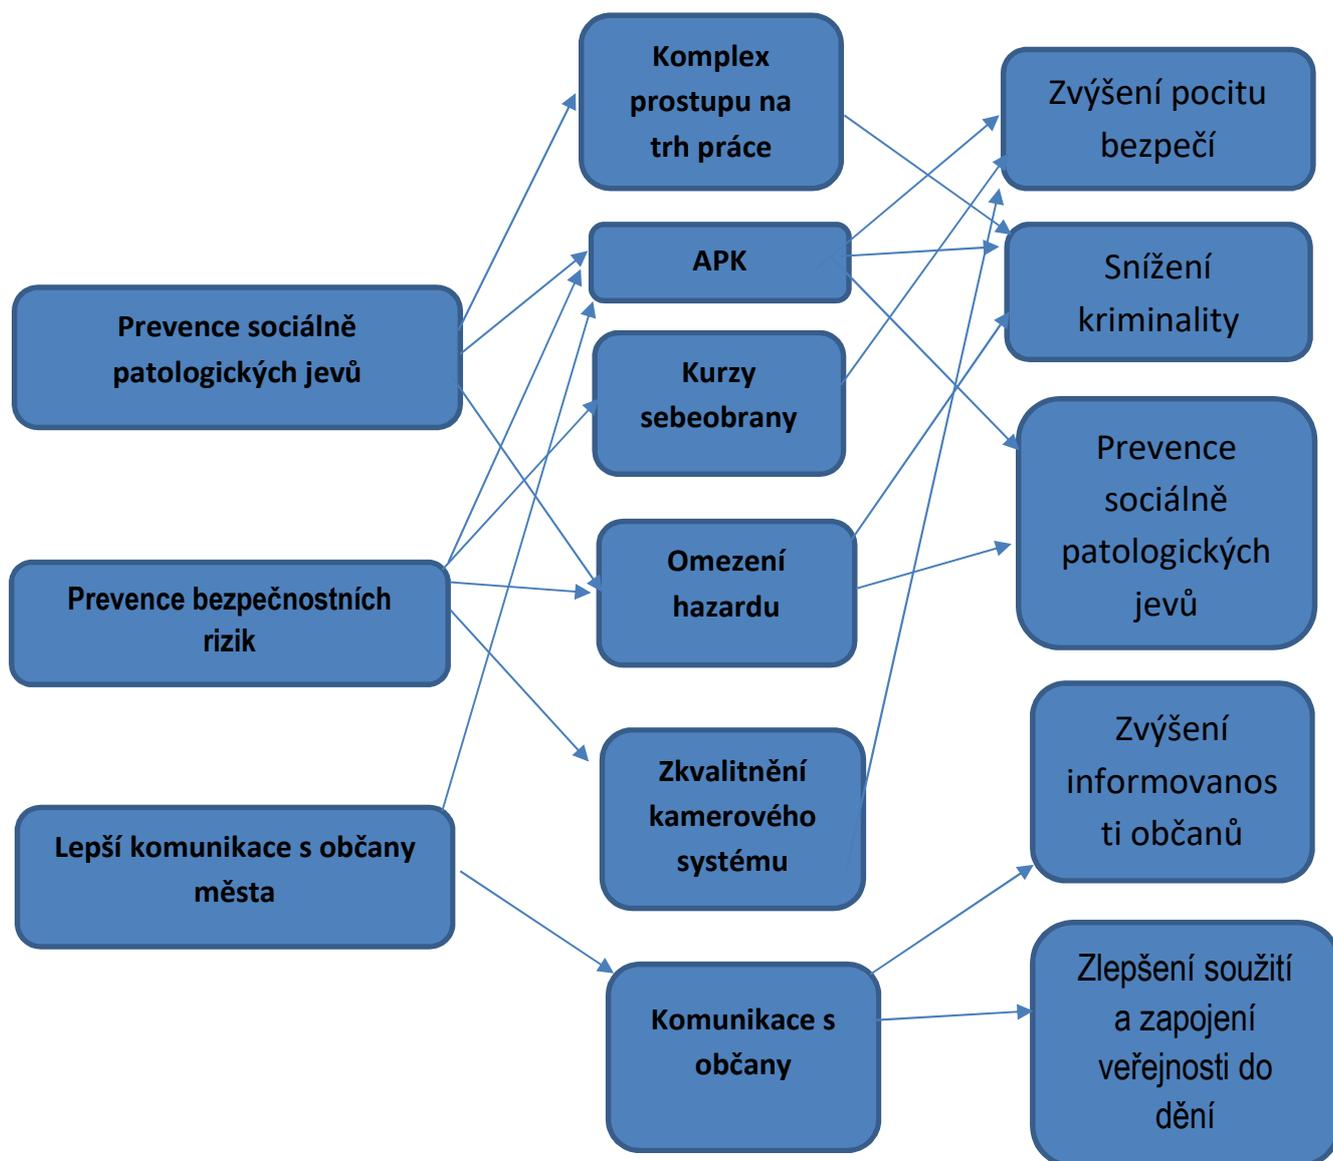 Komplex
prostupu na
trh práce
Zvýšení pocitu
bezpečí
APK
Snížení
kriminality
Prevence sociálně
patologických jevů
Kurzy
sebeobrany
Prevence
sociálně
patologických
jevů
Omezení
hazardu
Prevence bezpečnostních
rizik
Zkvalitnění
kamerového
systému
Zvýšení
informovanos
ti občanů
Lepší komunikace s občany
města
Komunikace s
občany
Zlepšení soužití
a zapojení
veřejnosti do
dění